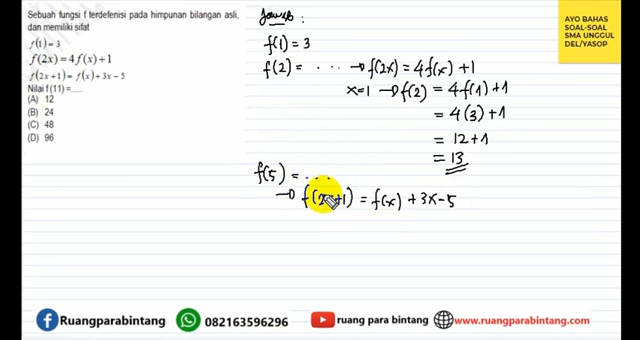 Sebuah fungsi f terdefenisi pada himpunan bilangan asli,
dan memiliki sifat
f(1) = 3
f(2x) = 4f(x) + 1
f(2x + 1) = f(x) + 3x − 5
Nilai f(11) =.....
(A) 12
(B) 24
(C) 48
(D) 96
Jawab :
f(1) = 3
f(2) = ... → f(2x) = 4f(x) + 1
x=1 → f(2) = 4f(1) + 1
= 4(3) + 1
= 12 + 1
= 13
f(5) = ...
→ f(2x+1) = f(x) + 3x − 5
AYO BAHAS
SOAL-SOAL
SMA UNGGUL
DEL/YASOP
Ruangparabintang
082163596296
ruang para bintang
www.ruangparabintang.com